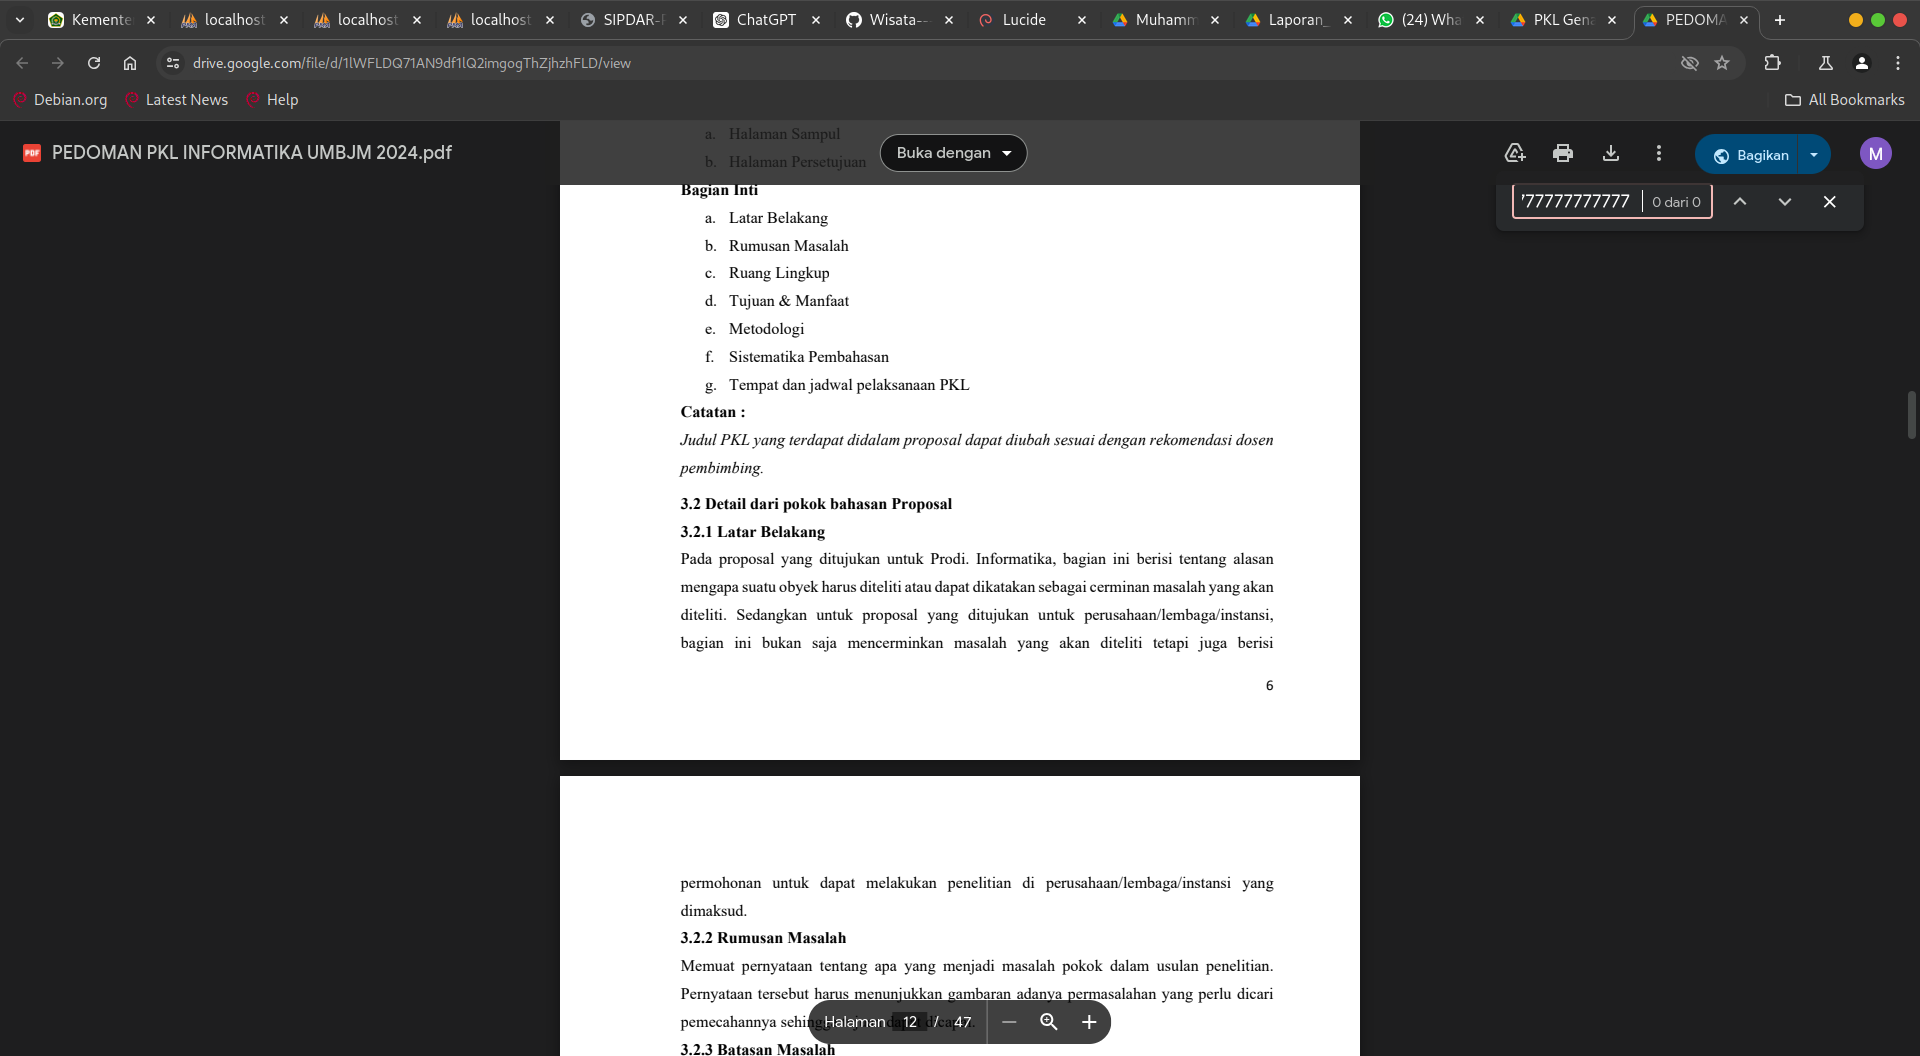 Kemente
localhost
localhost
localhost
SIPDAR-
ChatGPT
Wisata--
Lucide
Muhamm
Laporan_
(24) Wha
PKL Gen
PEDOMA
drive.google.com/file/d/1lWFLDQ71AN9df1lQ2imgogThZjhzhFLD/view
Debian.org
Latest News
Help
All Bookmarks
PDF
PEDOMAN PKL INFORMATIKA UMBJM 2024.pdf
Buka dengan
Bagikan
M
77777777777
0 dari 0
a. Halaman Sampul
b. Halaman Persetujuan
Bagian Inti
a. Latar Belakang
b. Rumusan Masalah
c. Ruang Lingkup
d. Tujuan & Manfaat
e. Metodologi
f. Sistematika Pembahasan
g. Tempat dan jadwal pelaksanaan PKL
Catatan :
Judul PKL yang terdapat didalam proposal dapat diubah sesuai dengan rekomendasi dosen
pembimbing.
3.2 Detail dari pokok bahasan Proposal
3.2.1 Latar Belakang
Pada proposal yang ditujukan untuk Prodi. Informatika, bagian ini berisi tentang alasan
mengapa suatu obyek harus diteliti atau dapat dikatakan sebagai cerminan masalah yang akan
diteliti. Sedangkan untuk proposal yang ditujukan untuk perusahaan/lembaga/instansi,
bagian ini bukan saja mencerminkan masalah yang akan diteliti tetapi juga berisi
6
permohonan untuk dapat melakukan penelitian di perusahaan/lembaga/instansi yang
dimaksud.
3.2.2 Rumusan Masalah
Memuat pernyataan tentang apa yang menjadi masalah pokok dalam usulan penelitian.
Pernyataan tersebut harus menunjukkan gambaran adanya permasalahan yang perlu dicari
pemecahannya
Halaman 12 / 47
3.2.3 Batasan Masalah